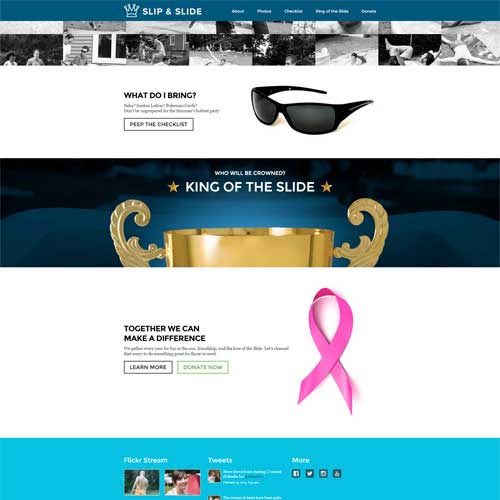 SLIP & SLIDE
About Photos Checklist King of the Slide Donate
WHAT DO I BRING?
Salsa? Suntan Lotion? Pokemon Cards?
Don't be unprepared for the Summer's hottest party
PEEP THE CHECKLIST
WHO WILL BE CROWNED?
KING OF THE SLIDE
TOGETHER WE CAN
MAKE A DIFFERENCE
We gather every year for fun in the sun, friendship, and the love of the Slide. Let's channel
that energy to do something great for those in need
LEARN MORE DONATE NOW
Flickr Stream Tweets More